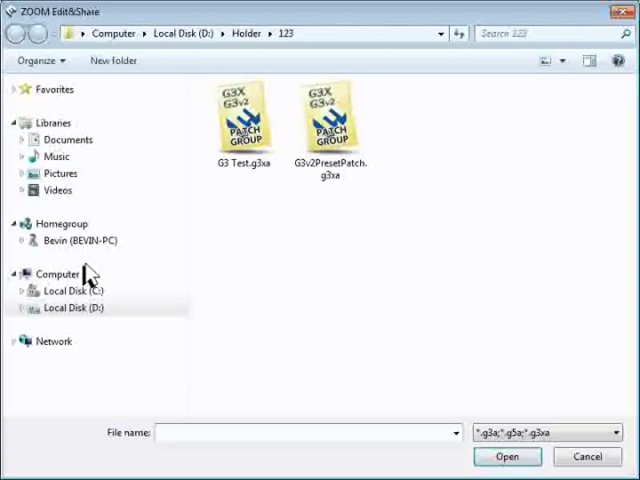 ZOOM Edit&Share
Computer Local Disk (D:) Holder 123
Search 123
Organize
New folder
Favorites
Libraries
Documents
Music
Pictures
Videos
Homegroup
Bevin (BEVIN-PC)
Computer
Local Disk (C:)
Local Disk (D:)
Network
G3X
G3v2
PATCH
GROUP
G3 Test.g3xa
G3X
G3v2
PATCH
GROUP
G3v2PresetPatch.
g3xa
File name:
*.g3a;*.g5a;*.g3xa
Open
Cancel